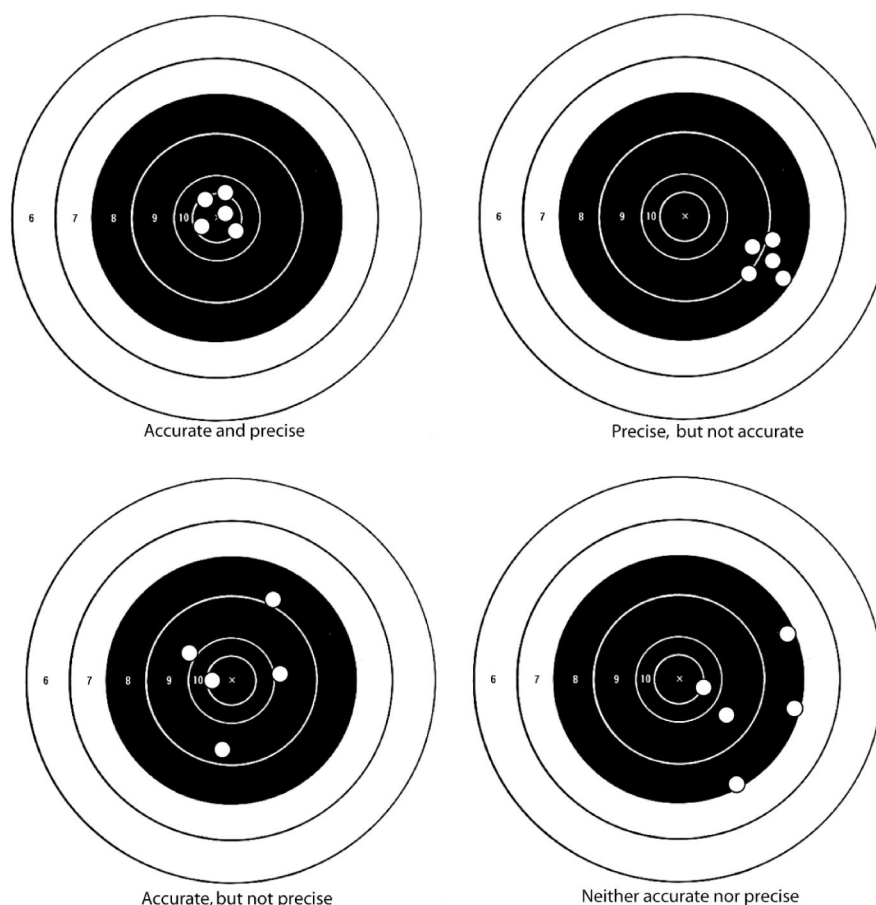 6 7 8 9 10 ×
Accurate and precise
6 7 8 9 10 ×
Precise, but not accurate
6 7 8 9 10 ×
Accurate, but not precise
6 7 8 9 10 ×
Neither accurate nor precise